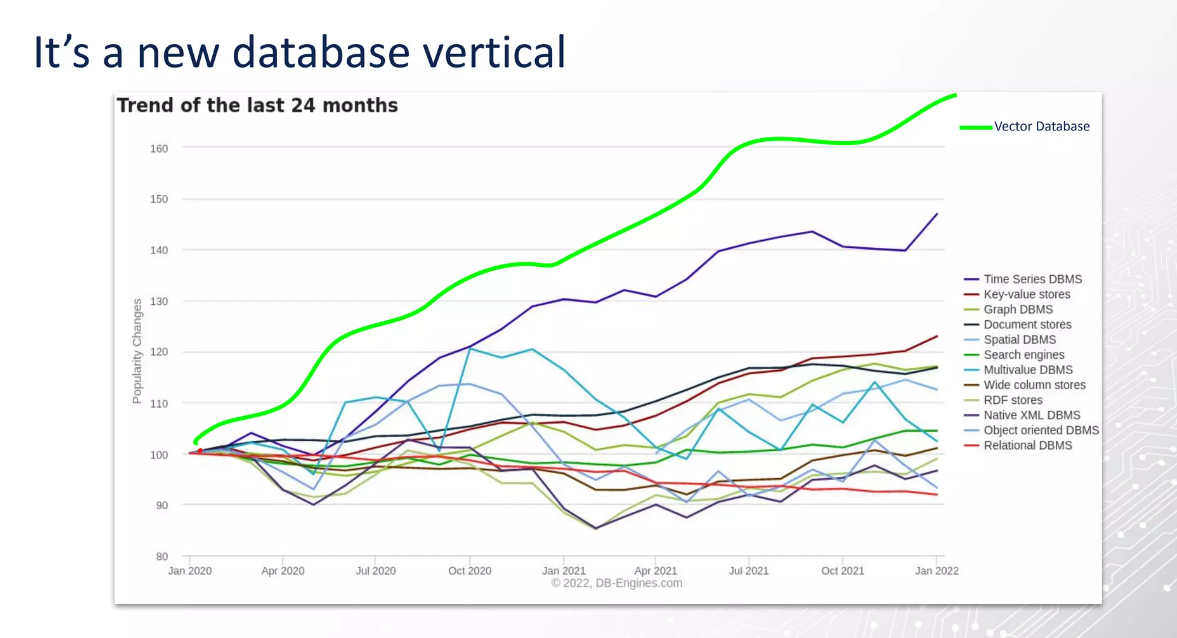 It’s a new database vertical
Trend of the last 24 months
Vector Database
160
150
140
130
120
110
100
90
80
Popularity Changes
Time Series DBMS
Key-value stores
Graph DBMS
Document stores
Spatial DBMS
Search engines
Multivalue DBMS
Wide column stores
RDF stores
Native XML DBMS
Object oriented DBMS
Relational DBMS
Jan 2020 Apr 2020 Jul 2020 Oct 2020 Jan 2021 Apr 2021 Jul 2021 Oct 2021 Jan 2022
© 2022, DB-Engines.com